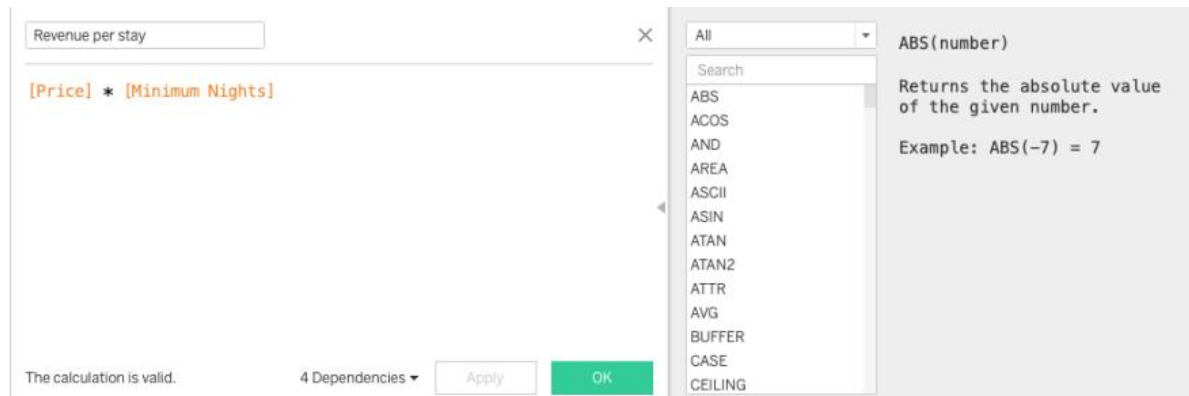 Revenue per stay
[Price] * [Minimum Nights]
The calculation is valid.
4 Dependencies
Apply
OK
All
Search
ABS
ACOS
AND
AREA
ASCII
ASIN
ATAN
ATAN2
ATTR
AVG
BUFFER
CASE
CEILING
ABS(number)
Returns the absolute value
of the given number.
Example: ABS(-7) = 7